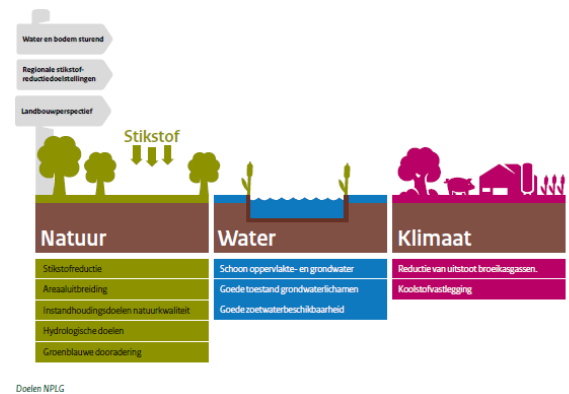 Water en bodem sturend
Regionale stikstof-
reductiedoelstellingen
Landbouwperspectief
Stikstof
Natuur
Stikstofreductie
Areaaluitbreiding
Instandhoudingsdoelen natuurkwaliteit
Hydrologische doelen
Groenblauwe dooradering
Water
Schoon oppervlakte- en grondwater
Goede toestand grondwaterlichamen
Goede zoetwaterbeschikbaarheid
Klimaat
Reductie van uitstoot broeikasgassen.
Koolstofvastlegging
Doelen NPLG